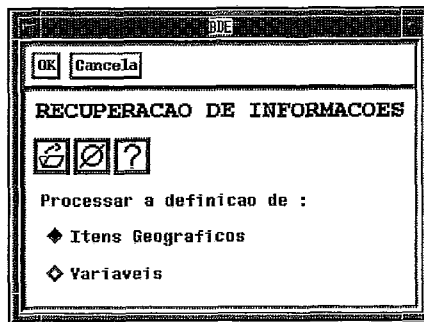 BDE
OK Cancela
RECUPERACAO DE INFORMACOES
?
Processar a definicao de :
Itens Geograficos
Variaveis